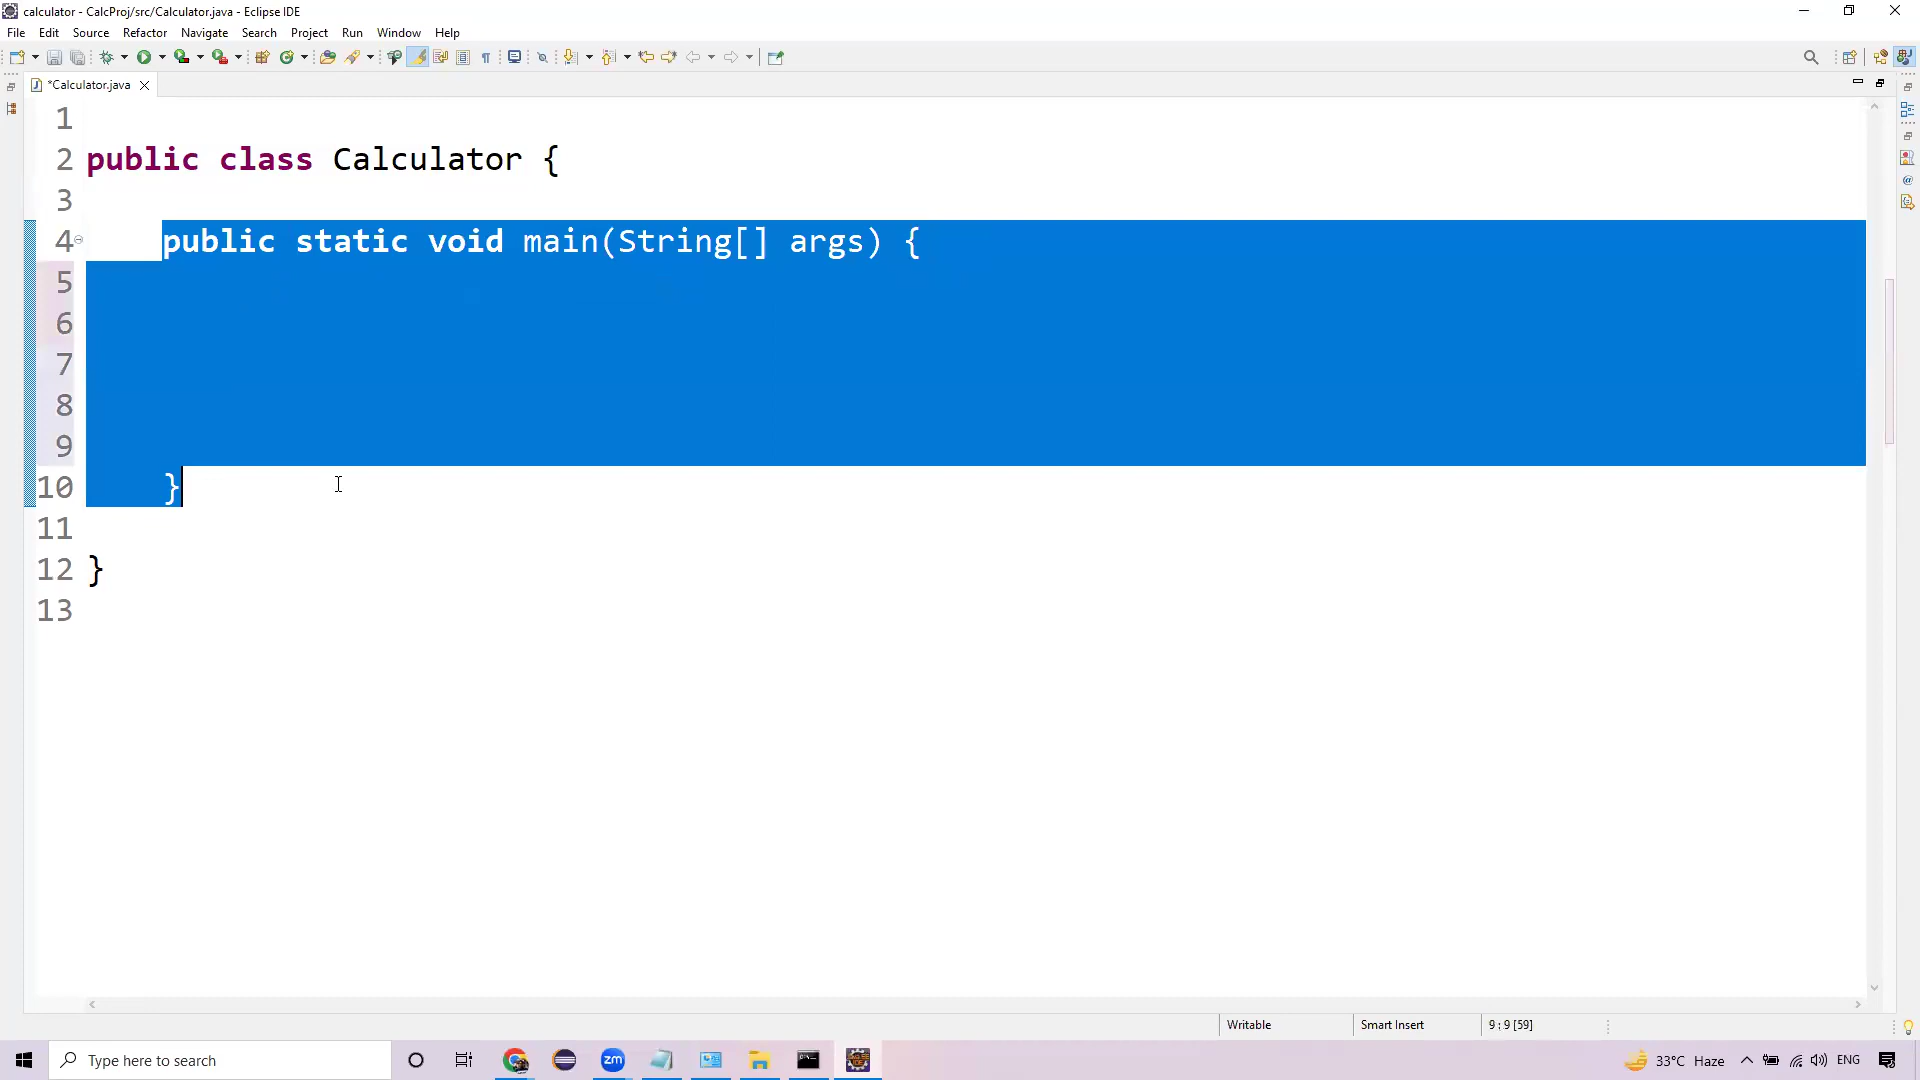 calculator - CalcProj/src/Calculator.java - Eclipse IDE
File Edit Source Refactor Navigate Search Project Run Window Help
*Calculator.java
1
2 public class Calculator {
3
4 public static void main(String[] args) {
5
6
7
8
9
10 }
11
12 }
13
Writable Smart Insert 9 : 9 [59]
Type here to search zm 33°C Haze ENG